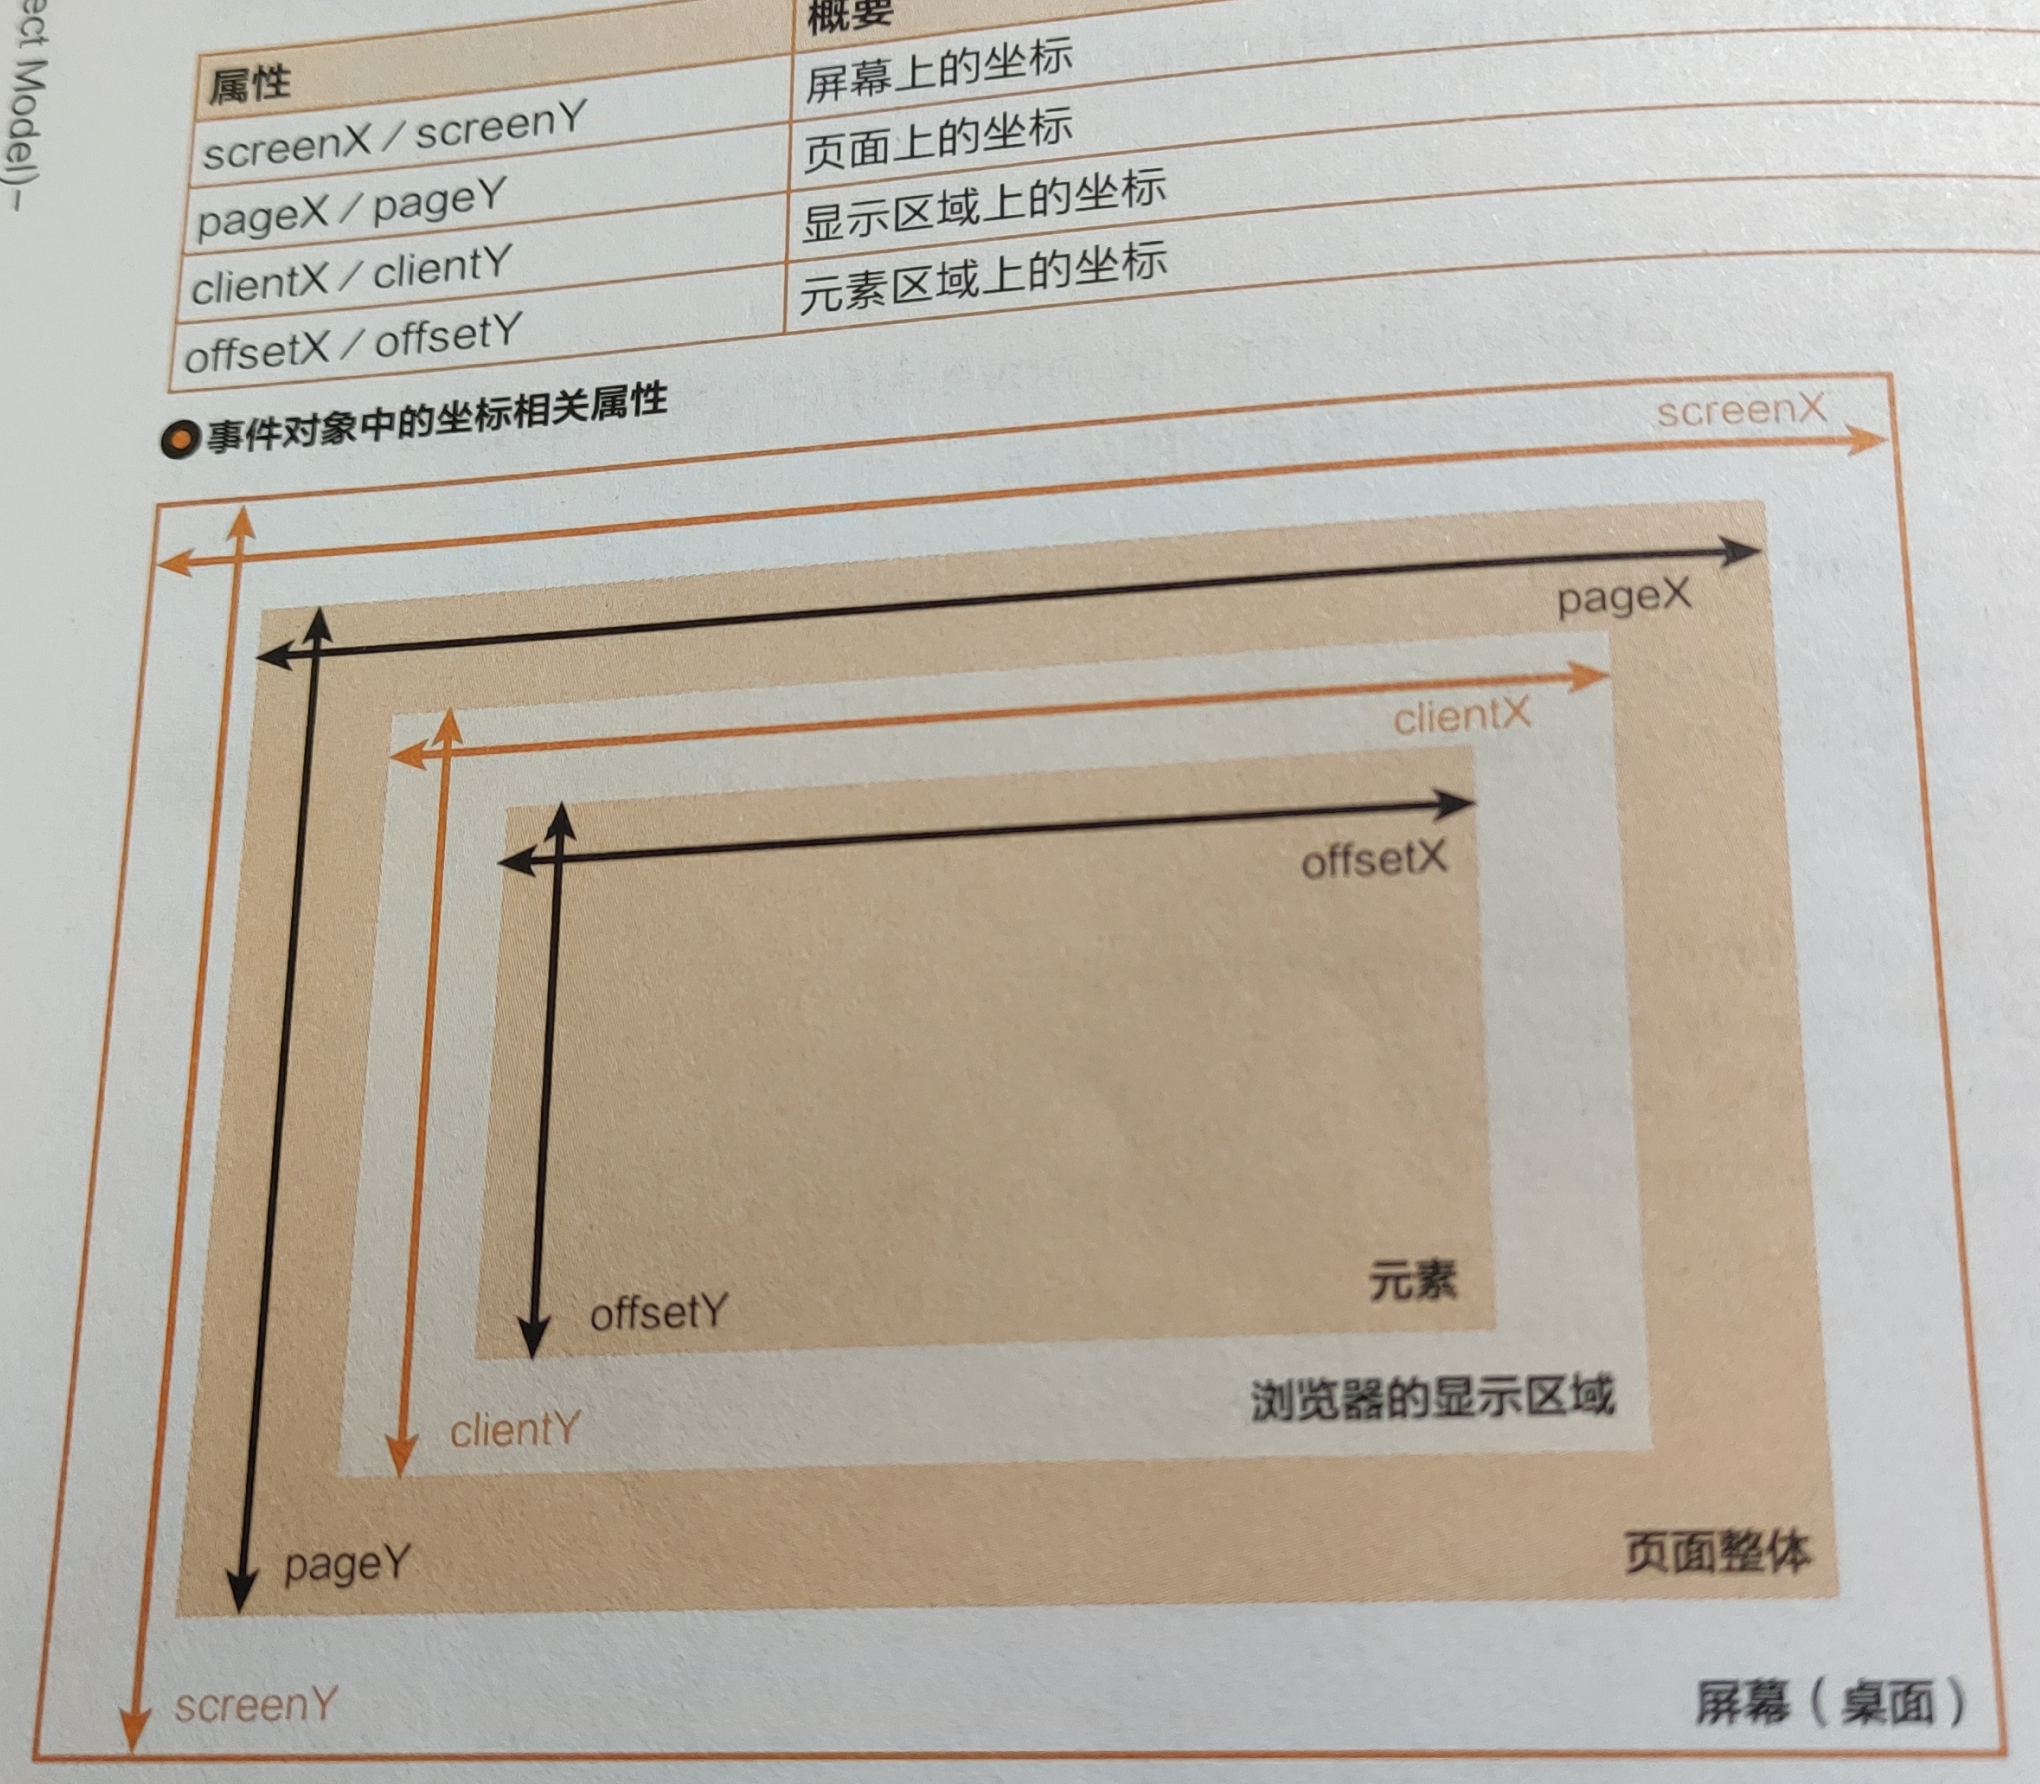 ect Model)–
属性 概要
screenX / screenY 屏幕上的坐标
pageX / pageY 页面上的坐标
clientX / clientY 显示区域上的坐标
offsetX / offsetY 元素区域上的坐标
事件对象中的坐标相关属性
screenX
pageX
clientX
offsetX
元素
offsetY
浏览器的显示区域
clientY
页面整体
pageY
屏幕（桌面）
screenY